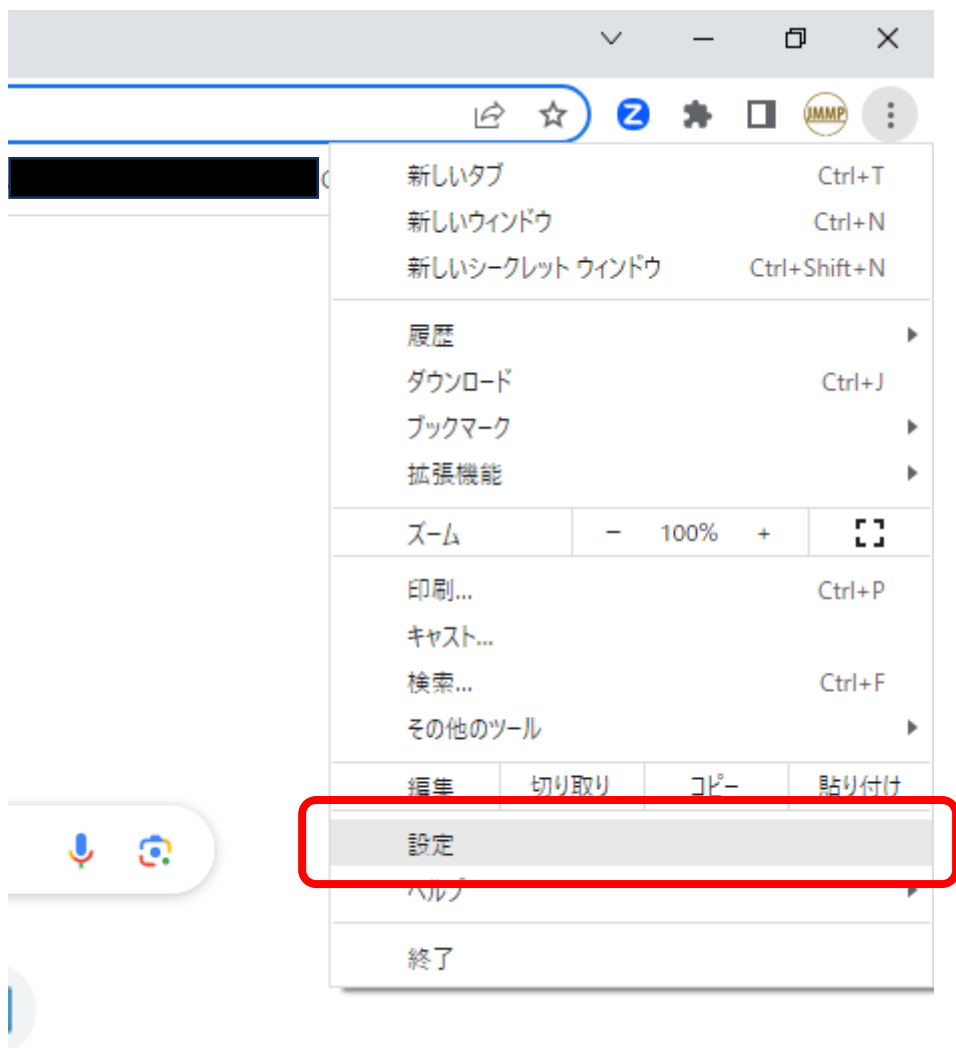 Z
JMMP
新しいタブ Ctrl+T
新しいウィンドウ Ctrl+N
新しいシークレット ウィンドウ Ctrl+Shift+N
履歴
ダウンロード Ctrl+J
ブックマーク
拡張機能
ズーム − 100% +
印刷... Ctrl+P
キャスト...
検索... Ctrl+F
その他のツール
編集 切り取り コピー 貼り付け
設定
ヘルプ
終了